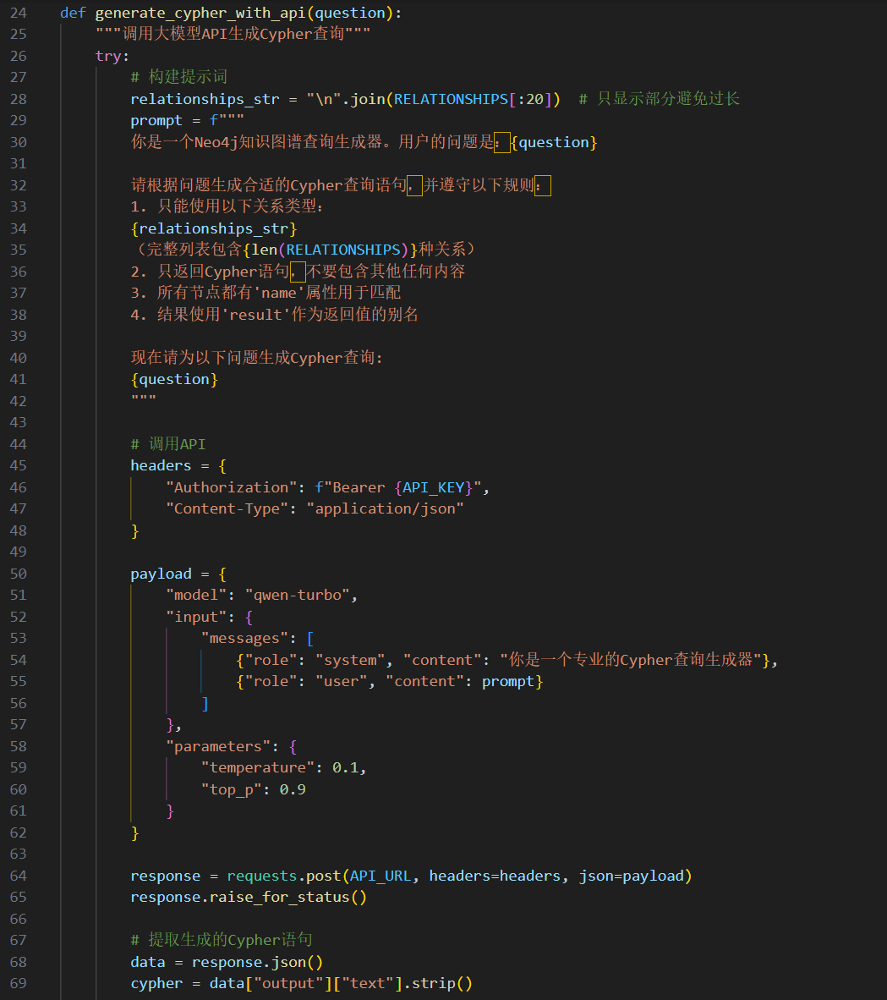 24 def generate_cypher_with_api(question):
25 """调用大模型API生成Cypher查询"""
26 try:
27 # 构建提示词
28 relationships_str = "\n".join(RELATIONSHIPS[:20])  # 只显示部分避免过长
29 prompt = f"""
30 你是一个Neo4j知识图谱查询生成器。用户的问题是：{question}
31
32 请根据问题生成合适的Cypher查询语句，并遵守以下规则：
33 1. 只能使用以下关系类型:
34 {relationships_str}
35 （完整列表包含{len(RELATIONSHIPS)}种关系）
36 2. 只返回Cypher语句，不要包含其他任何内容
37 3. 所有节点都有'name'属性用于匹配
38 4. 结果使用'result'作为返回值的别名
39
40 现在请为以下问题生成Cypher查询:
41 {question}
42 """
43
44 # 调用API
45 headers = {
46 "Authorization": f"Bearer {API_KEY}",
47 "Content-Type": "application/json"
48 }
49
50 payload = {
51 "model": "qwen-turbo",
52 "input": {
53 "messages": [
54 {"role": "system", "content": "你是一个专业的Cypher查询生成器"},
55 {"role": "user", "content": prompt}
56 ]
57 },
58 "parameters": {
59 "temperature": 0.1,
60 "top_p": 0.9
61 }
62 }
63
64 response = requests.post(API_URL, headers=headers, json=payload)
65 response.raise_for_status()
66
67 # 提取生成的Cypher语句
68 data = response.json()
69 cypher = data["output"]["text"].strip()